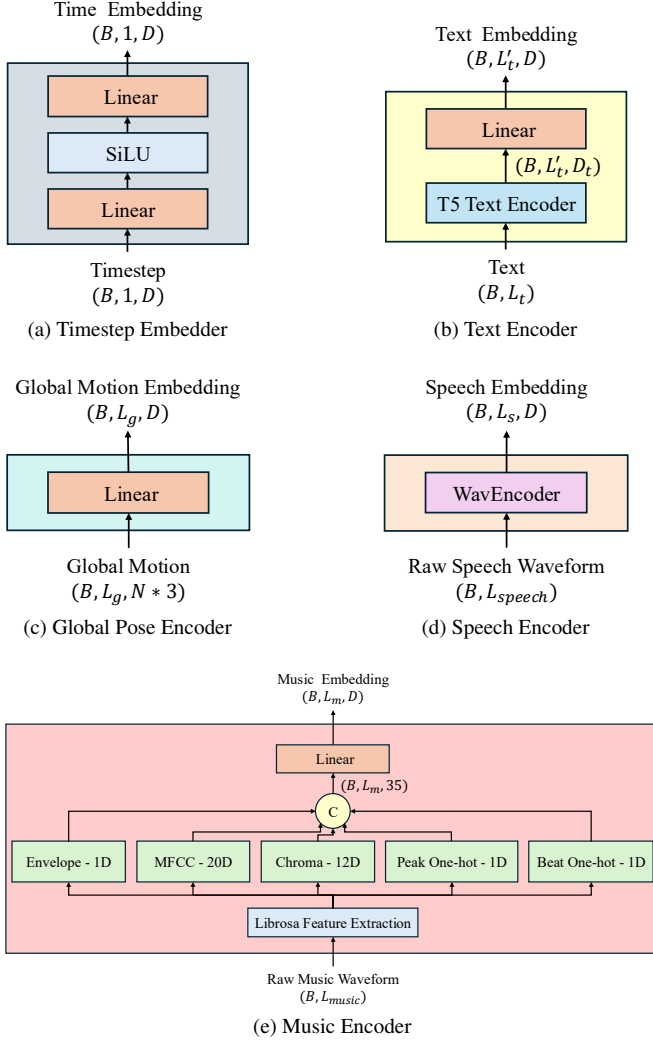 Time Embedding
(B, 1, D)
Linear
SiLU
Linear
Timestep
(B, 1, D)
(a) Timestep Embedder
Text Embedding
(B, L't, D)
Linear
(B, L't, Dt)
T5 Text Encoder
Text
(B, Lt)
(b) Text Encoder
Global Motion Embedding
(B, Lg, D)
Linear
Global Motion
(B, Lg, N * 3)
(c) Global Pose Encoder
Speech Embedding
(B, Ls, D)
WavEncoder
Raw Speech Waveform
(B, Lspeech)
(d) Speech Encoder
Music Embedding
(B, Lm, D)
Linear
(B, Lm, 35)
C
Envelope - 1D
MFCC - 20D
Chroma - 12D
Peak One-hot - 1D
Beat One-hot - 1D
Librosa Feature Extraction
Raw Music Waveform
(B, Lmusic)
(e) Music Encoder